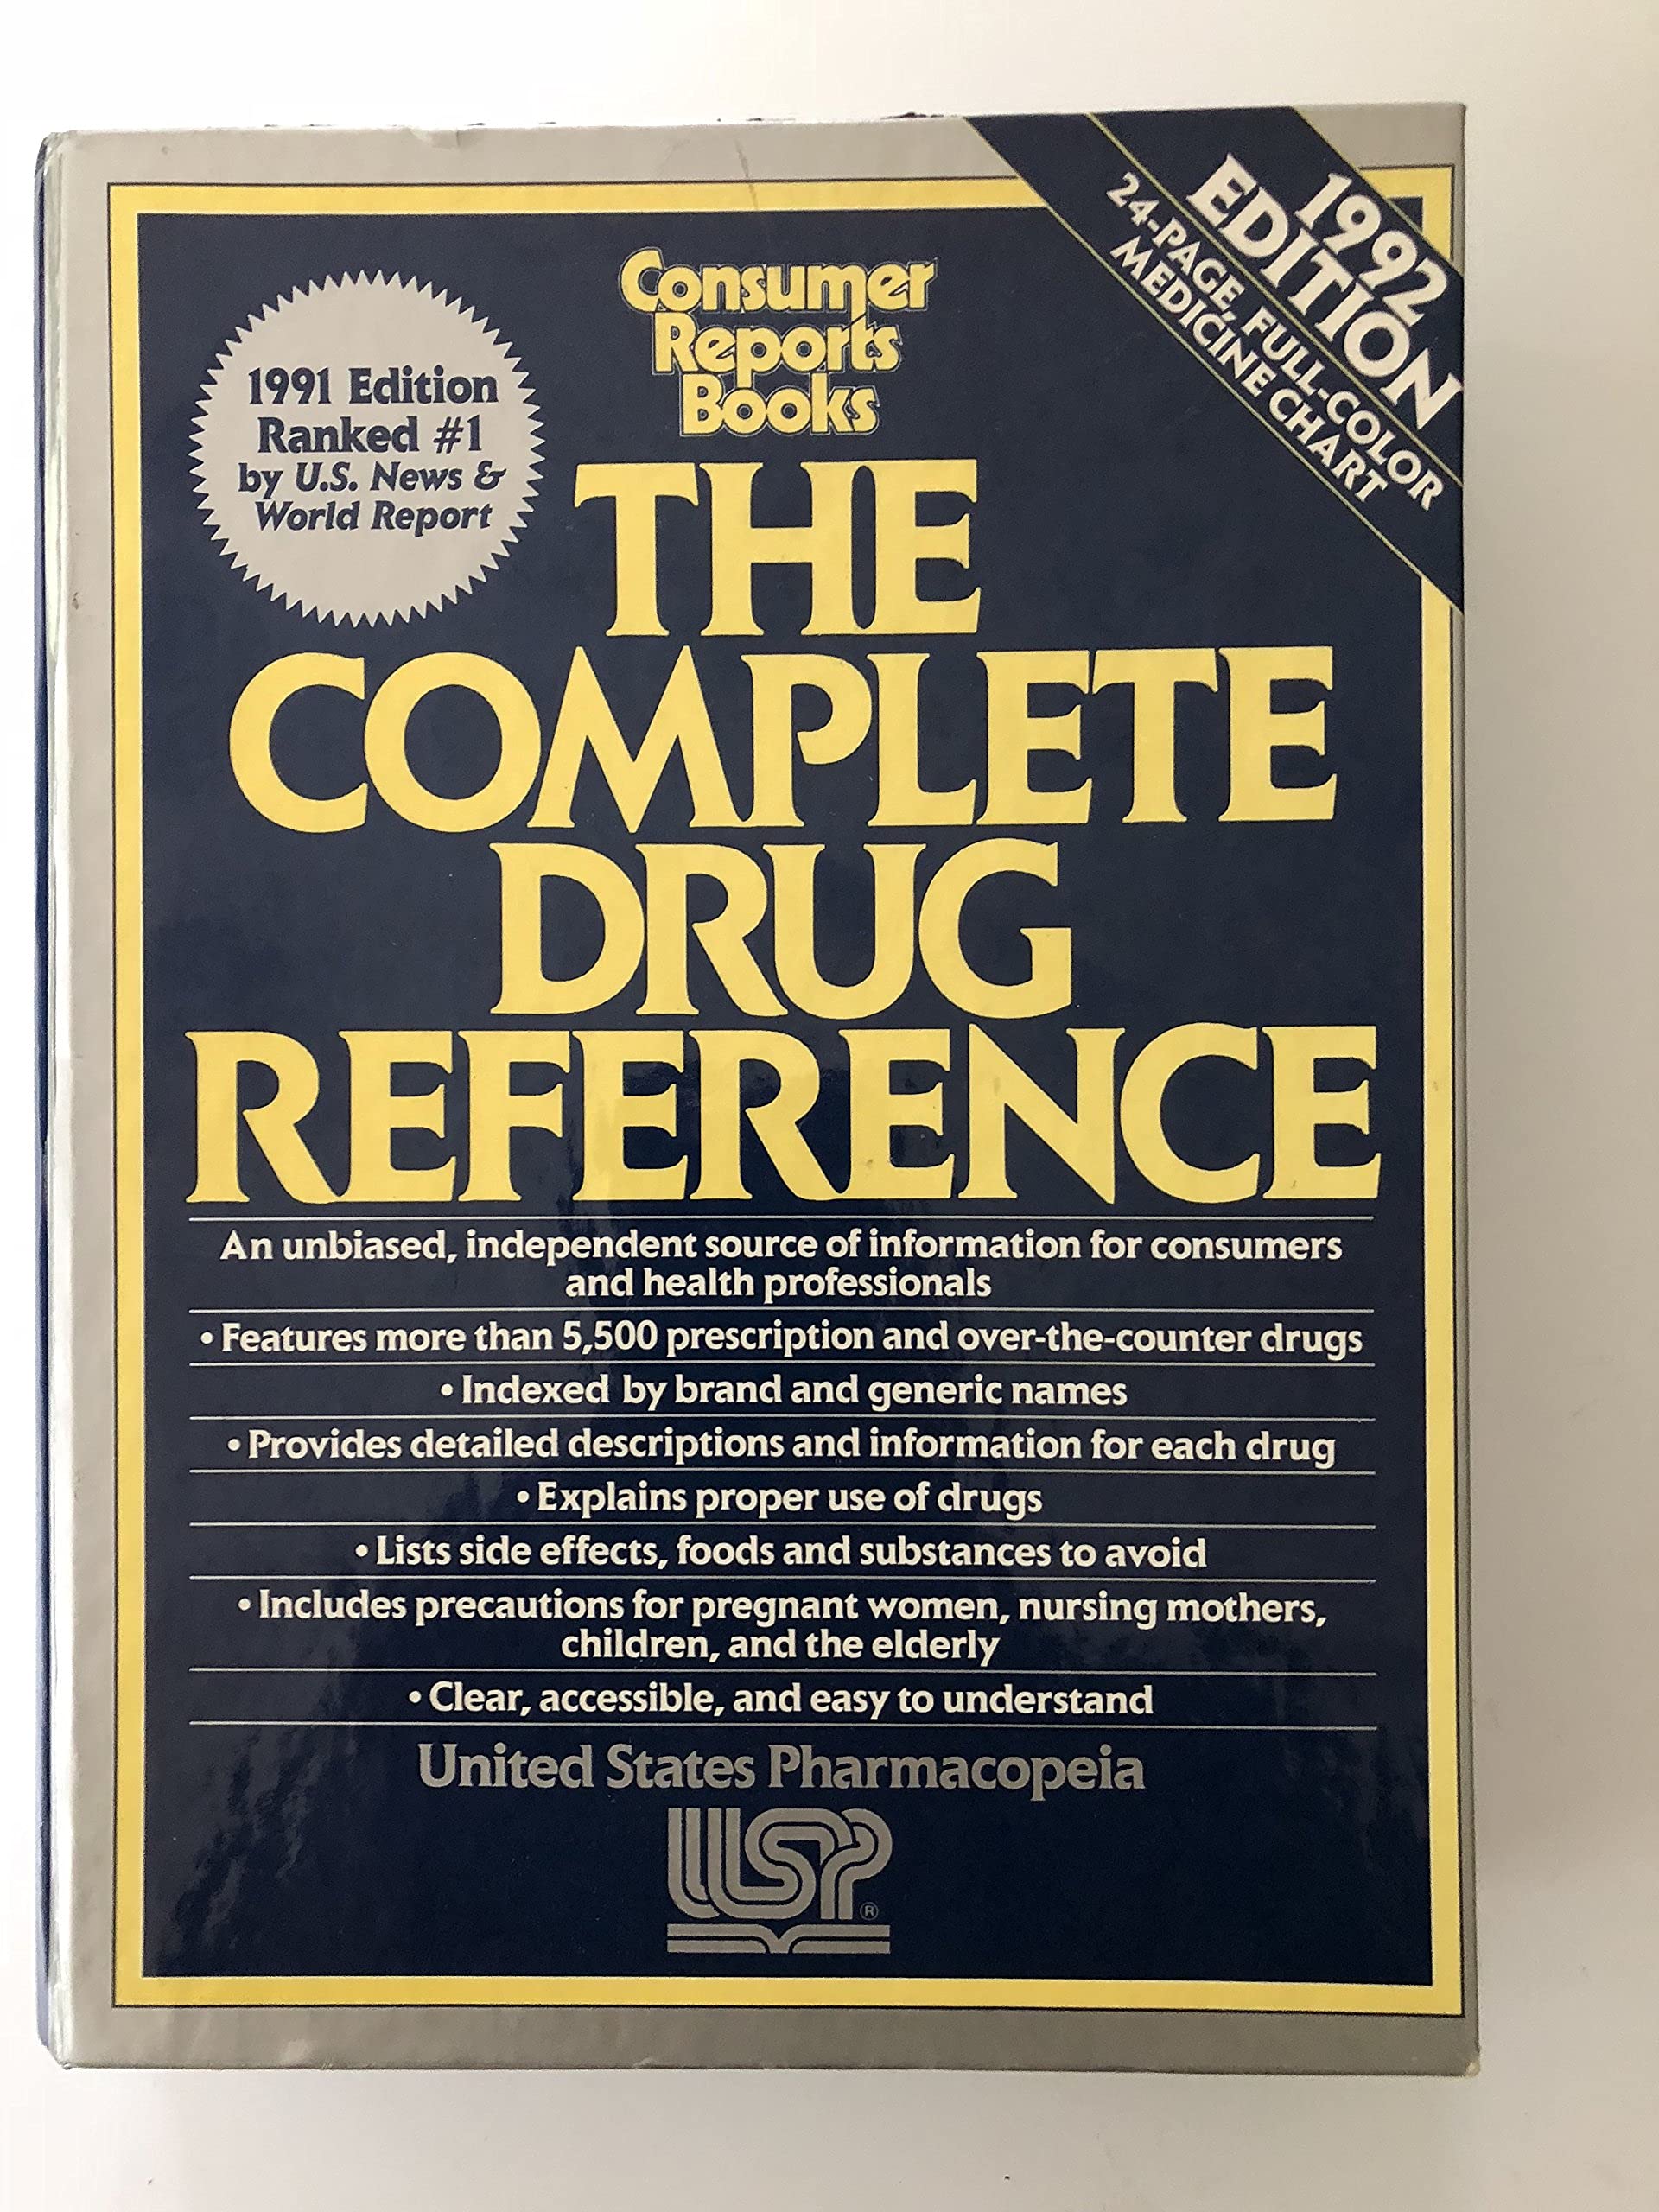 1992
EDITION
24-PAGE, FULL-COLOR
MEDICINE CHART
Consumer
Reports
Books
1991 Edition
Ranked #1
by U.S. News &
World Report
THE
COMPLETE
DRUG
REFERENCE
An unbiased, independent source of information for consumers
and health professionals
• Features more than 5,500 prescription and over-the-counter drugs
• Indexed by brand and generic names
• Provides detailed descriptions and information for each drug
• Explains proper use of drugs
• Lists side effects, foods and substances to avoid
• Includes precautions for pregnant women, nursing mothers,
children, and the elderly
• Clear, accessible, and easy to understand
United States Pharmacopeia
USP®